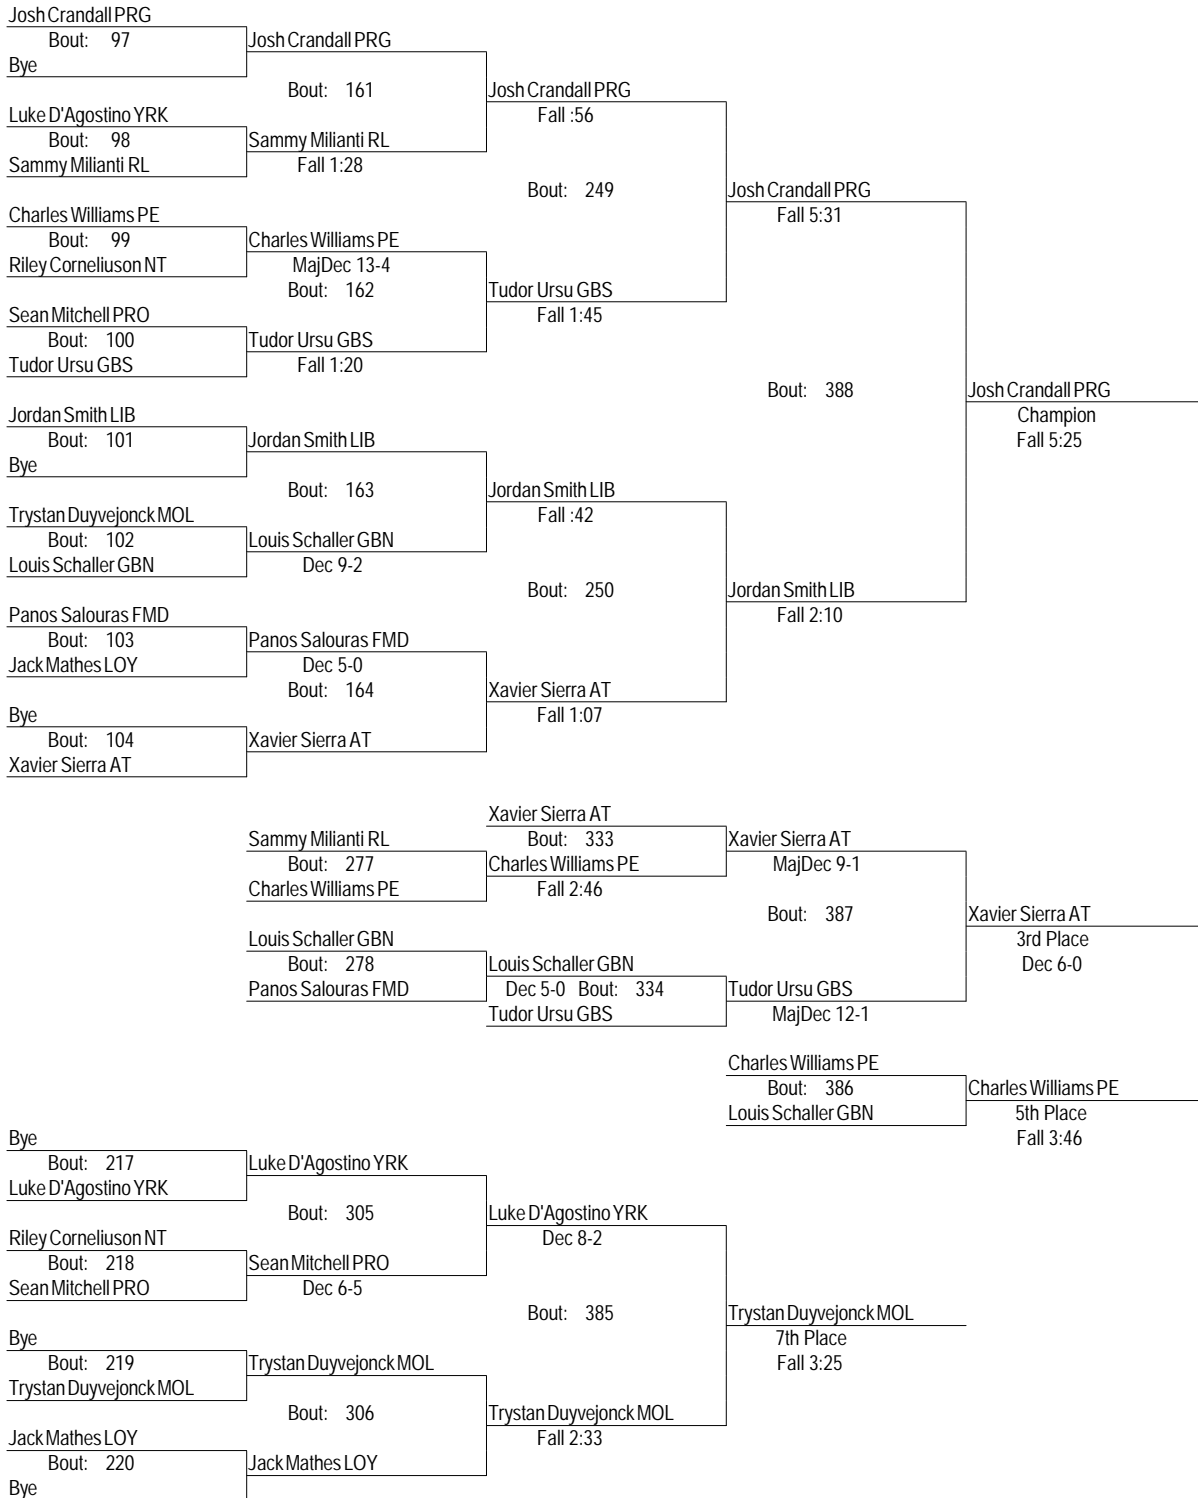 Josh Crandall PRG
Bout: 97
Josh Crandall PRG
Bye
Bout: 161
Josh Crandall PRG
Fall :56
Luke D'Agostino YRK
Bout: 98
Sammy Milianti RL
Sammy Milianti RL
Fall 1:28
Bout: 249
Josh Crandall PRG
Fall 5:31
Charles Williams PE
Bout: 99
Charles Williams PE
Riley Corneliuson NT
MajDec 13-4
Bout: 162
Tudor Ursu GBS
Fall 1:45
Sean Mitchell PRO
Bout: 100
Tudor Ursu GBS
Tudor Ursu GBS
Fall 1:20
Bout: 388
Josh Crandall PRG
Champion
Fall 5:25
Jordan Smith LIB
Bout: 101
Jordan Smith LIB
Bye
Bout: 163
Jordan Smith LIB
Fall :42
Trystan Duyvejonck MOL
Bout: 102
Louis Schaller GBN
Louis Schaller GBN
Dec 9-2
Bout: 250
Jordan Smith LIB
Fall 2:10
Panos Salouras FMD
Bout: 103
Panos Salouras FMD
Jack Mathes LOY
Dec 5-0
Bout: 164
Xavier Sierra AT
Fall 1:07
Bye
Bout: 104
Xavier Sierra AT
Xavier Sierra AT
Xavier Sierra AT
Sammy Milianti RL
Bout: 333
Xavier Sierra AT
Bout: 277
Charles Williams PE
MajDec 9-1
Charles Williams PE
Fall 2:46
Bout: 387
Xavier Sierra AT
3rd Place
Dec 6-0
Louis Schaller GBN
Bout: 278
Louis Schaller GBN
Panos Salouras FMD
Dec 5-0 Bout: 334
Tudor Ursu GBS
Tudor Ursu GBS
MajDec 12-1
Charles Williams PE
Bout: 386
Charles Williams PE
Louis Schaller GBN
5th Place
Fall 3:46
Bye
Bout: 217
Luke D'Agostino YRK
Luke D'Agostino YRK
Bout: 305
Luke D'Agostino YRK
Dec 8-2
Riley Corneliuson NT
Bout: 218
Sean Mitchell PRO
Sean Mitchell PRO
Dec 6-5
Bout: 385
Trystan Duyvejonck MOL
7th Place
Fall 3:25
Bye
Bout: 219
Trystan Duyvejonck MOL
Trystan Duyvejonck MOL
Bout: 306
Trystan Duyvejonck MOL
Fall 2:33
Jack Mathes LOY
Bout: 220
Jack Mathes LOY
Bye